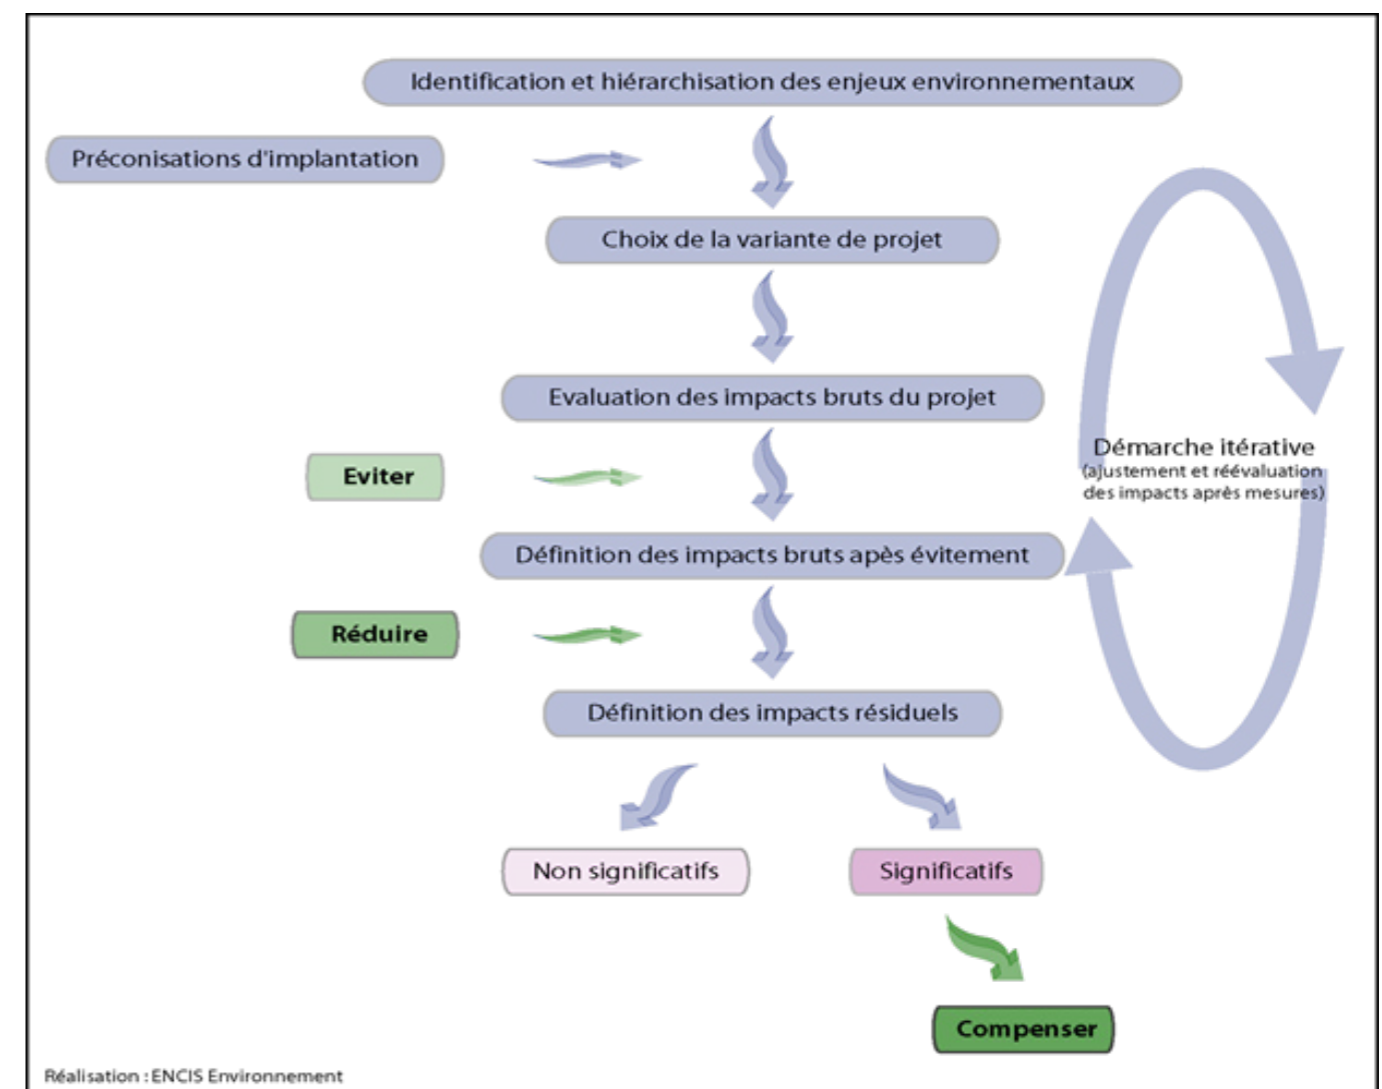 Identification et hiérarchisation des enjeux environnementaux
Préconisations d'implantation
Choix de la variante de projet
Evaluation des impacts bruts du projet
Démarche itérative
(ajustement et réévaluation
des impacts après mesures)
Eviter
Définition des impacts bruts apès évitement
Réduire
Définition des impacts résiduels
Non significatifs
Significatifs
Compenser
Réalisation : ENCIS Environnement